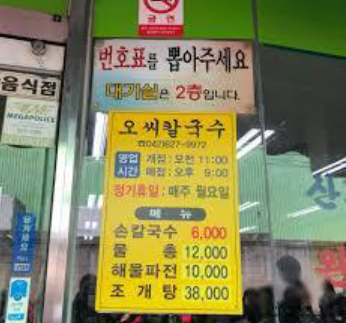 금연
번호표를 뽑아주세요
대기실은 2층입니다.
음식점
MEGAPOLICE
오씨칼국수
☎042)627-9972
영업시간
개점 : 오전 11:00
폐점 : 오후 9:00
정기휴일 : 매주 월요일
메뉴
손칼국수 6,000
물총 12,000
해물파전 10,000
조개탕 38,000